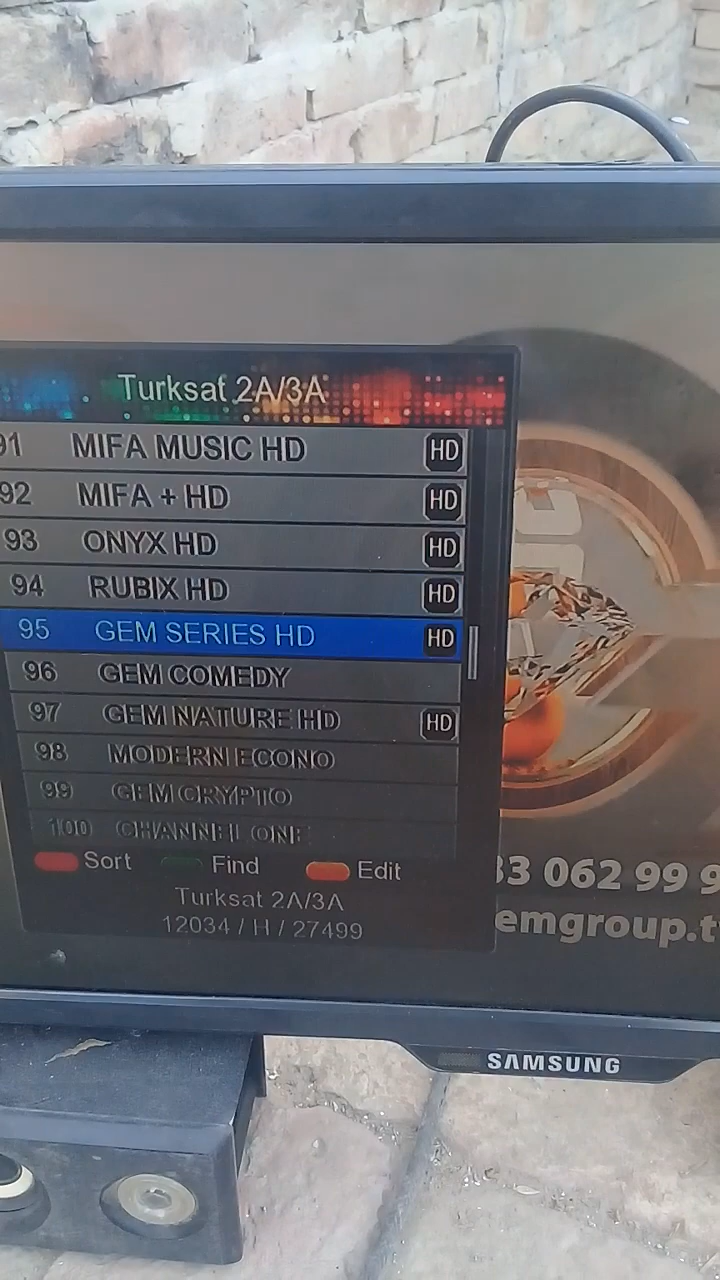 Turksat 2A/3A
91 MIFA MUSIC HD HD
92 MIFA + HD HD
93 ONYX HD HD
94 RUBIX HD HD
95 GEM SERIES HD HD
96 GEM COMEDY
97 GEM NATURE HD HD
98 MODERN ECONO
99 GEM CRYPTO
100 CHANNEL ONE
Sort Find Edit
Turksat 2A/3A
12034 / H / 27499
33 062 99 9
emgroup.t
SAMSUNG